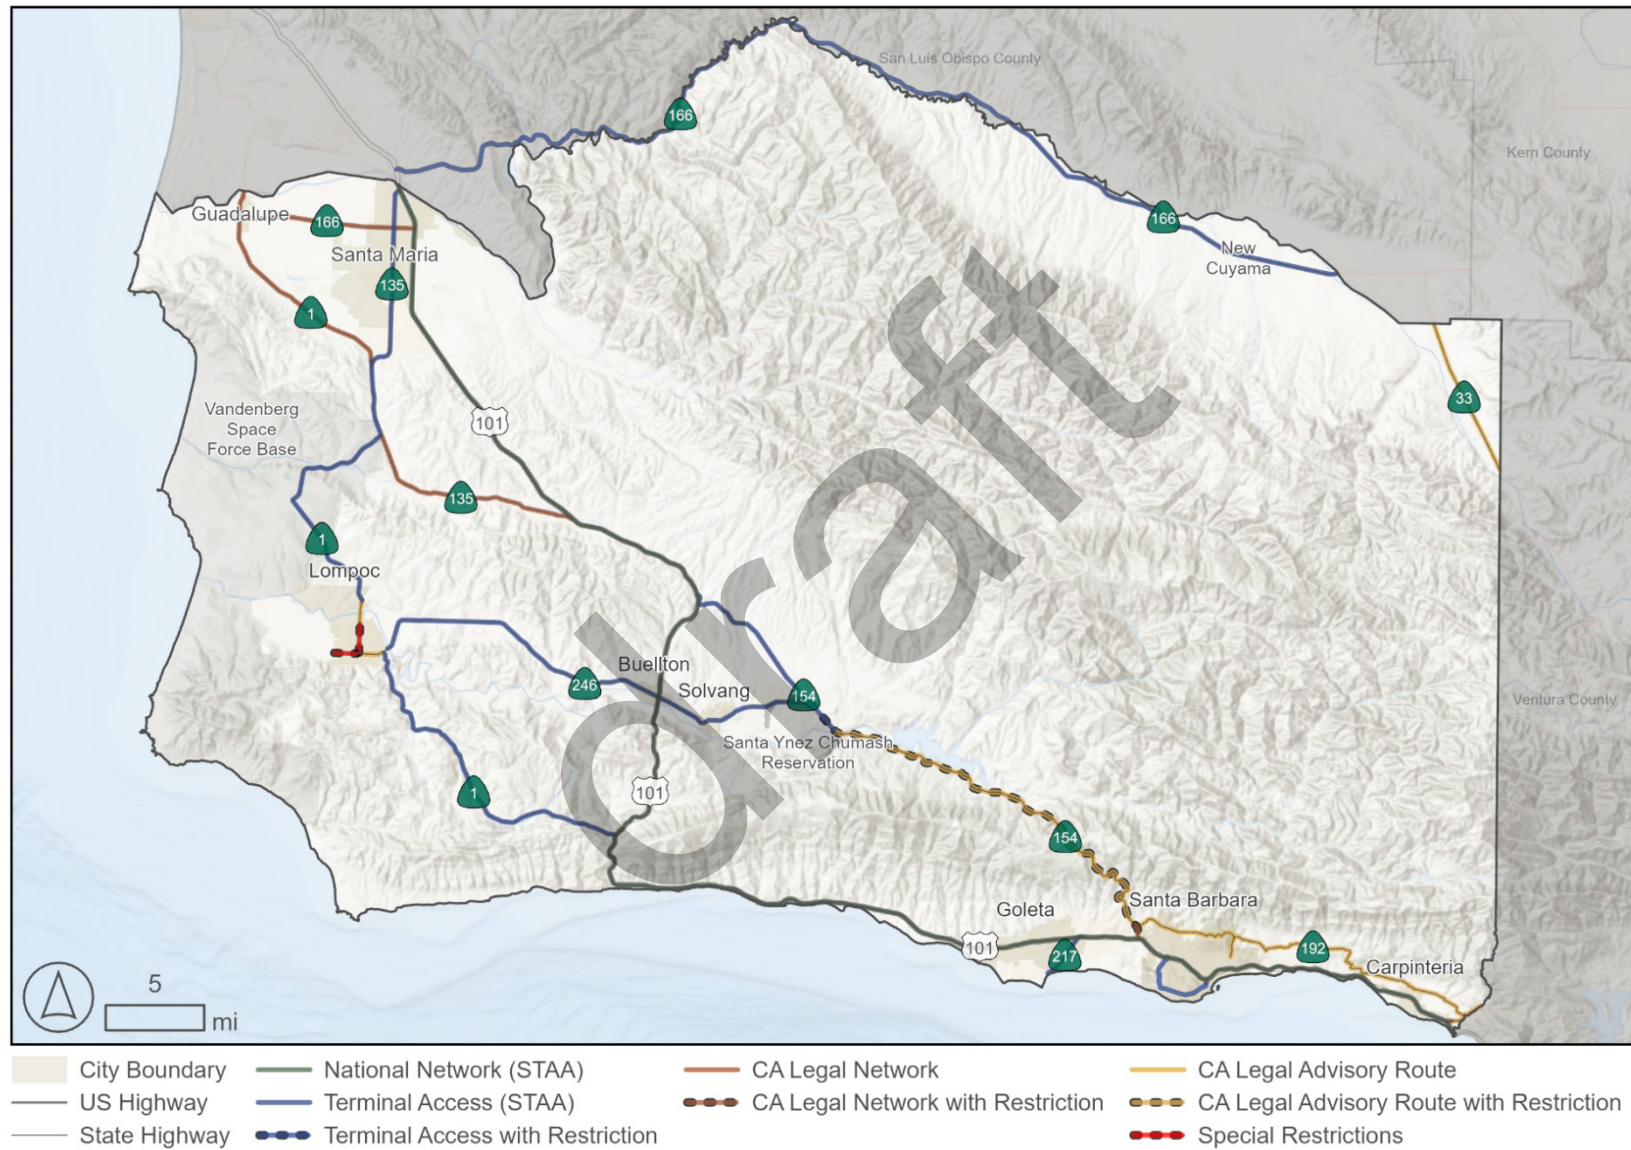 San Luis Obispo County
166
Kern County
Guadalupe
166
166
Santa Maria
New
Cuyama
135
1
33
Vandenberg
Space
Force Base
101
135
1
Lompoc
draft
Buellton
246
Solvang
154
Ventura County
Santa Ynez Chumash
Reservation
1
101
154
Santa Barbara
Goleta
101
217
192
Carpinteria
5
mi
City Boundary
National Network (STAA)
CA Legal Network
CA Legal Advisory Route
US Highway
Terminal Access (STAA)
CA Legal Network with Restriction
CA Legal Advisory Route with Restriction
State Highway
Terminal Access with Restriction
Special Restrictions